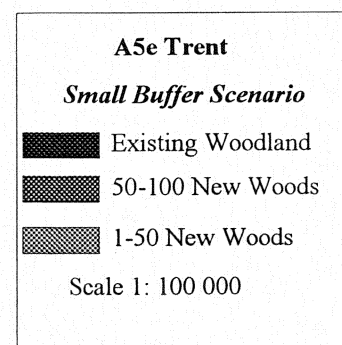 A5e Trent
Small Buffer Scenario
Existing Woodland
50-100 New Woods
1-50 New Woods
Scale 1: 100 000